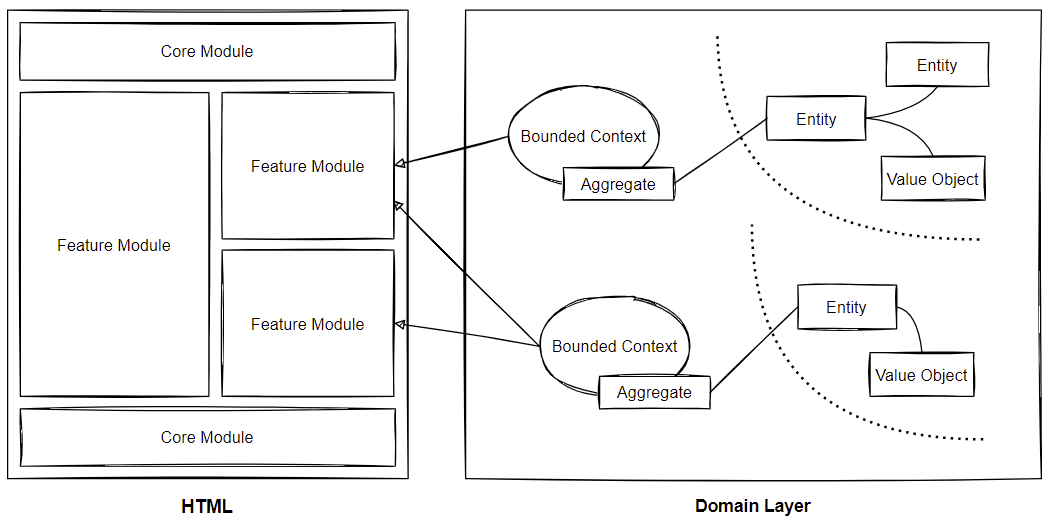 Core Module
Feature Module
Feature Module
Feature Module
Core Module
HTML
Bounded Context
Aggregate
Entity
Entity
Value Object
Bounded Context
Aggregate
Entity
Value Object
Domain Layer